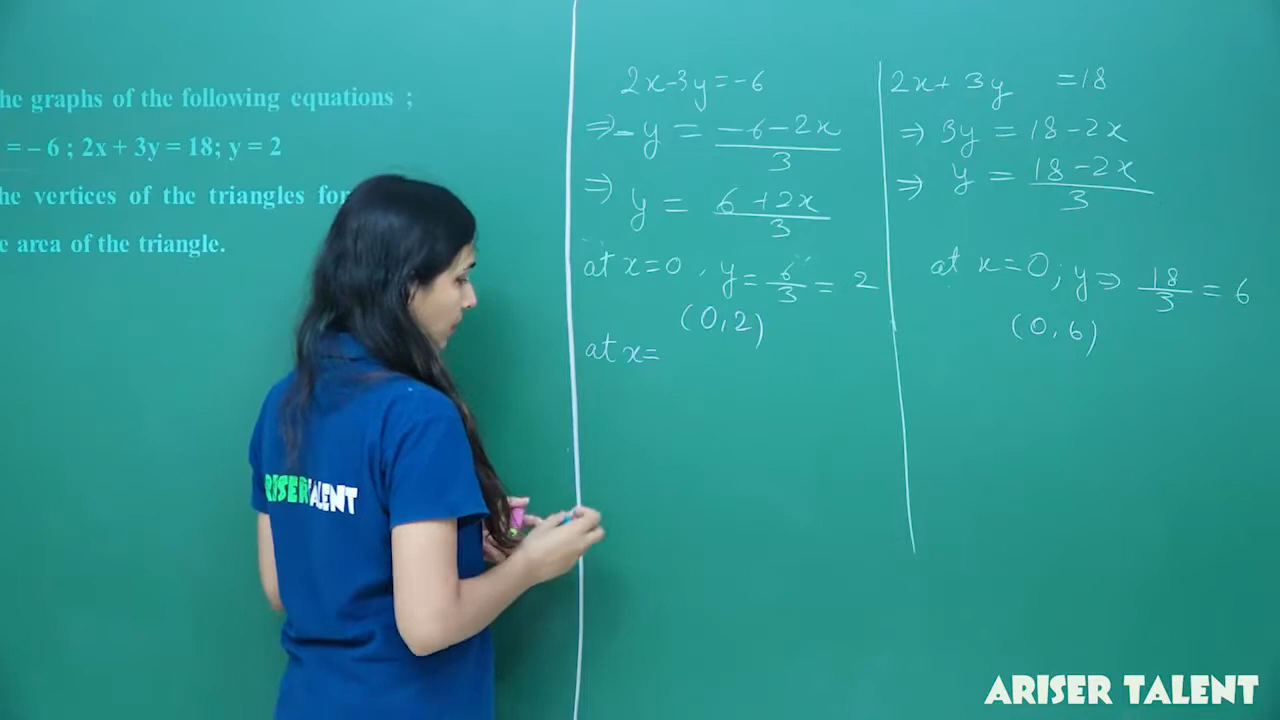 he graphs of the following equations ;
= – 6 ; 2x + 3y = 18; y = 2
he vertices of the triangles for
e area of the triangle.
2x-3y=-6
⇒ -y = -6-2x/3
⇒ y = 6+2x/3
at x=0, y= 6/3 = 2
(0,2)
at x=
2x+ 3y =18
⇒ 3y = 18-2x
⇒ y = 18-2x/3
at x=0; y⇒ 18/3 = 6
(0,6)
RISER TALENT
ARISER TALENT